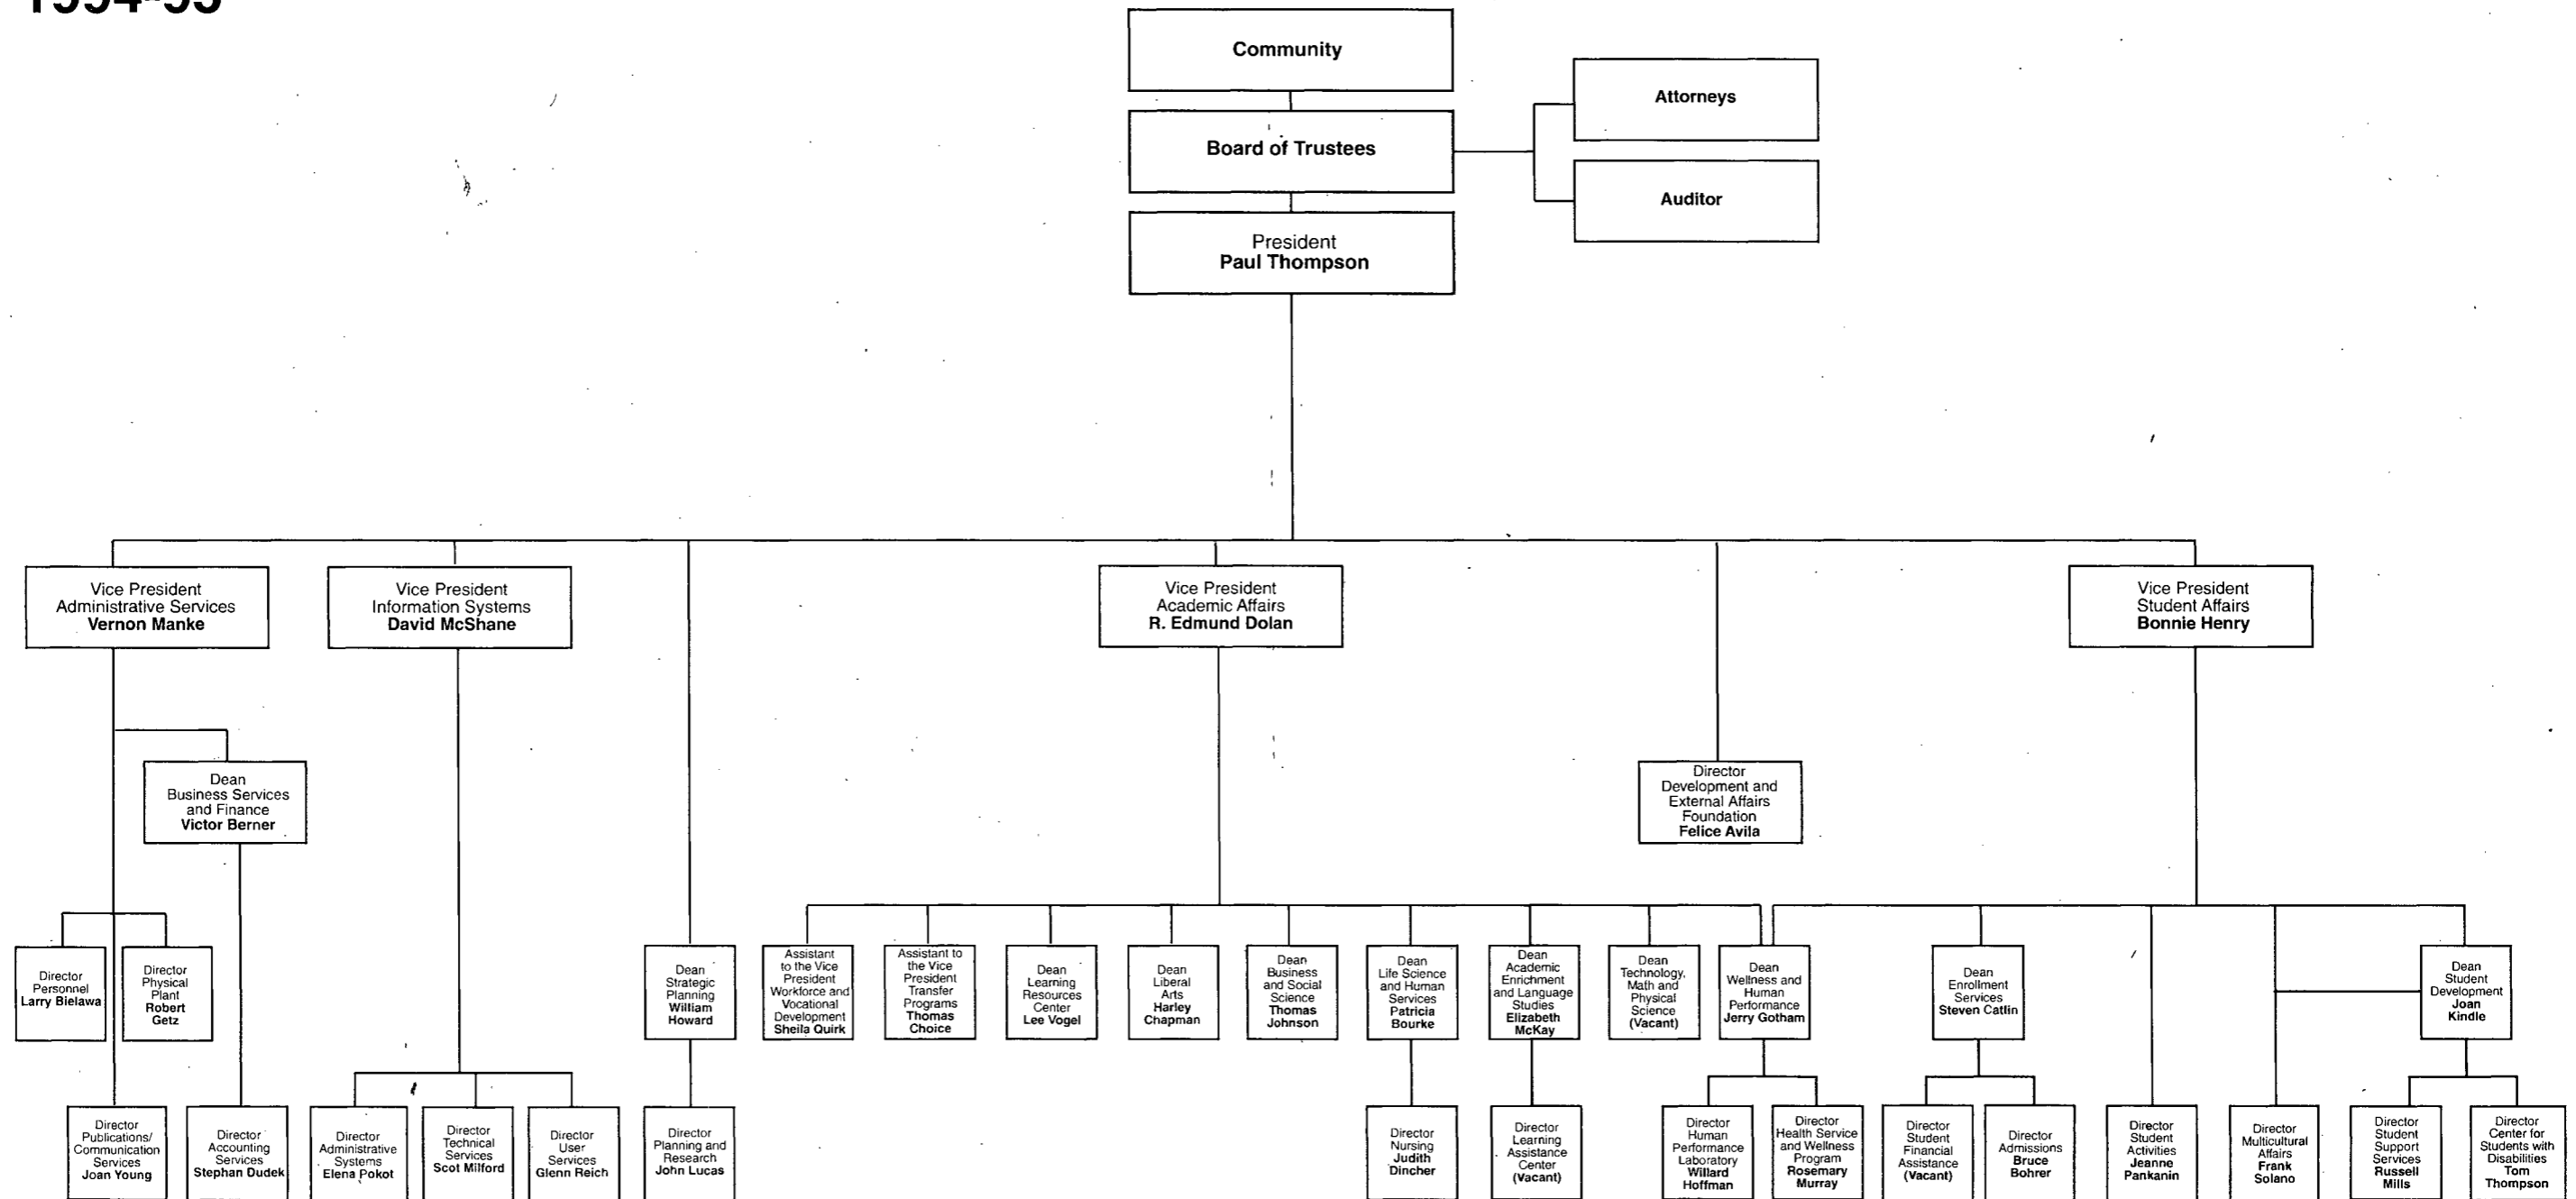 1994-95
Community
Attorneys
Board of Trustees
Auditor
President
Paul Thompson
Vice President
Administrative Services
Vernon Manke
Vice President
Information Systems
David McShane
Vice President
Academic Affairs
R. Edmund Dolan
Vice President
Student Affairs
Bonnie Henry
Dean
Business Services
and Finance
Victor Berner
Director
Development and
External Affairs
Foundation
Felice Avila
Director
Personnel
Larry Bielawa
Director
Physical
Plant
Robert
Getz
Dean
Strategic
Planning
William
Howard
Assistant
to the Vice
President
Workforce and
Vocational
Development
Sheila Quirk
Assistant to
the Vice
President
Transfer
Programs
Thomas
Choice
Dean
Learning
Resources
Center
Lee Vogel
Dean
Liberal
Arts
Harley
Chapman
Dean
Business
and Social
Science
Thomas
Johnson
Dean
Life Science
and Human
Services
Patricia
Bourke
Dean
Academic
Enrichment
and Language
Studies
Elizabeth
McKay
Dean
Technology,
Math and
Physical
Science
(Vacant)
Dean
Wellness and
Human
Performance
Jerry Gotham
Dean
Enrollment
Services
Steven Catlin
Dean
Student
Development
Joan
Kindle
Director
Publications/
Communication
Services
Joan Young
Director
Accounting
Services
Stephan Dudek
Director
Administrative
Systems
Elena Pokot
Director
Technical
Services
Scot Milford
Director
User
Services
Glenn Reich
Director
Planning and
Research
John Lucas
Director
Nursing
Judith
Dincher
Director
Learning
Assistance
Center
(Vacant)
Director
Human
Performance
Laboratory
Willard
Hoffman
Director
Health Service
and Wellness
Program
Rosemary
Murray
Director
Student
Financial
Assistance
(Vacant)
Director
Admissions
Bruce
Bohrer
Director
Student
Activities
Jeanne
Pankanin
Director
Multicultural
Affairs
Frank
Solano
Director
Student
Support
Services
Russell
Mills
Director
Center for
Students with
Disabilities
Tom
Thompson